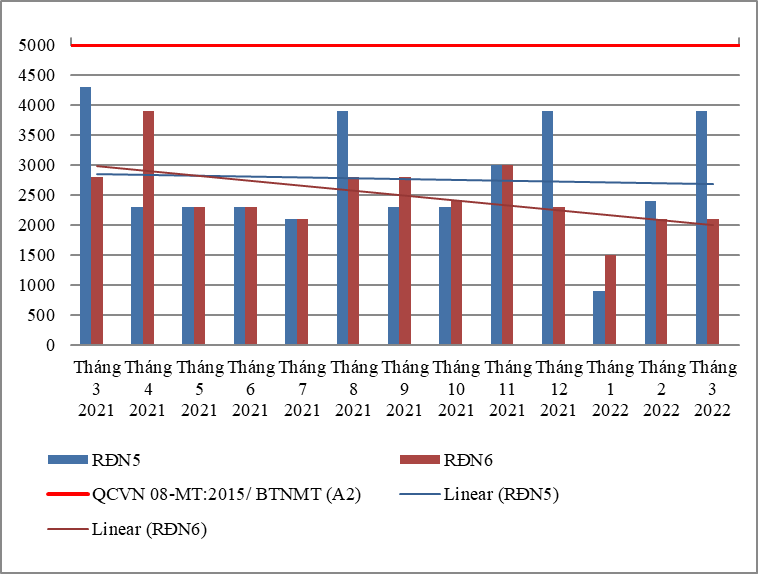 5000
4500
4000
3500
3000
2500
2000
1500
1000
500
0
Tháng Tháng Tháng Tháng Tháng Tháng Tháng Tháng Tháng Tháng Tháng Tháng Tháng
3 4 5 6 7 8 9 10 11 12 1 2 3
2021 2021 2021 2021 2021 2021 2021 2021 2021 2021 2022 2022 2022
RĐN5 RĐN6
QCVN 08-MT:2015/ BTNMT (A2) Linear (RĐN5)
Linear (RĐN6)